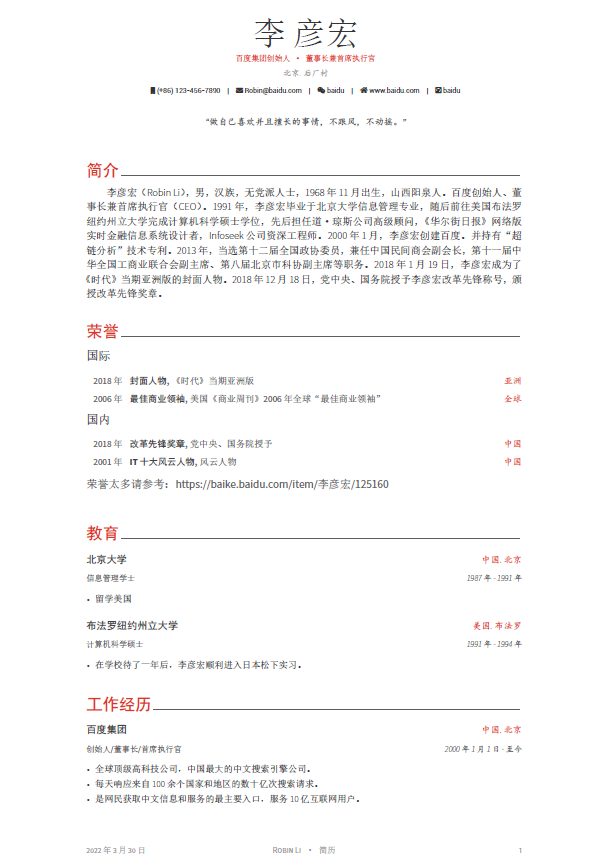 李 彦宏
百度集团创始人 • 董事长兼首席执行官
北京 后厂村
(+86) 123-456-7890 | Robin@baidu.com | baidu | www.baidu.com | baidu
“做自己喜欢并且擅长的事情，不跟风，不动摇。”
简介
李彦宏（Robin Li），男，汉族，无党派人士，1968 年 11 月出生，山西阳泉人。百度创始人、董
事长兼首席执行官（CEO）。1991 年，李彦宏毕业于北京大学信息管理专业，随后前往美国布法罗
纽约州立大学完成计算机科学硕士学位，先后担任道·琼斯公司高级顾问，《华尔街日报》网络版
实时金融信息系统设计者，Infoseek 公司资深工程师。2000 年 1 月，李彦宏创建百度。并持有“超
链分析”技术专利。2013 年，当选第十二届全国政协委员，兼任中国民间商会副会长，第十一届中
华全国工商业联合会副主席、第八届北京市科协副主席等职务。2018 年 1 月 19 日，李彦宏成为了
《时代》当期亚洲版的封面人物。2018 年 12 月 18 日，党中央、国务院授予李彦宏改革先锋称号，颁
授改革先锋奖章。
荣誉
国际
2018 年 封面人物, 《时代》当期亚洲版 亚洲
2006 年 最佳商业领袖, 美国《商业周刊》2006 年全球“最佳商业领袖” 全球
国内
2018 年 改革先锋奖章, 党中央、国务院授予 中国
2001 年 IT 十大风云人物, 风云人物 中国
荣誉太多请参考：https://baike.baidu.com/item/李彦宏/125160
教育
北京大学 中国, 北京
信息管理学士 1987 年 - 1991 年
• 留学美国
布法罗纽约州立大学 美国, 布法罗
计算机科学硕士 1991 年 - 1994 年
• 在学校待了一年后，李彦宏顺利进入日本松下实习。
工作经历
百度集团 中国, 北京
创始人/董事长/首席执行官 2000 年 1 月 1 日 - 至今
• 全球顶级高科技公司，中国最大的中文搜索引擎公司。
• 每天响应来自 100 余个国家和地区的数十亿次搜索请求。
• 是网民获取中文信息和服务的最主要入口，服务 10 亿互联网用户。
2022 年 3 月 30 日 ROBIN LI • 简历 1